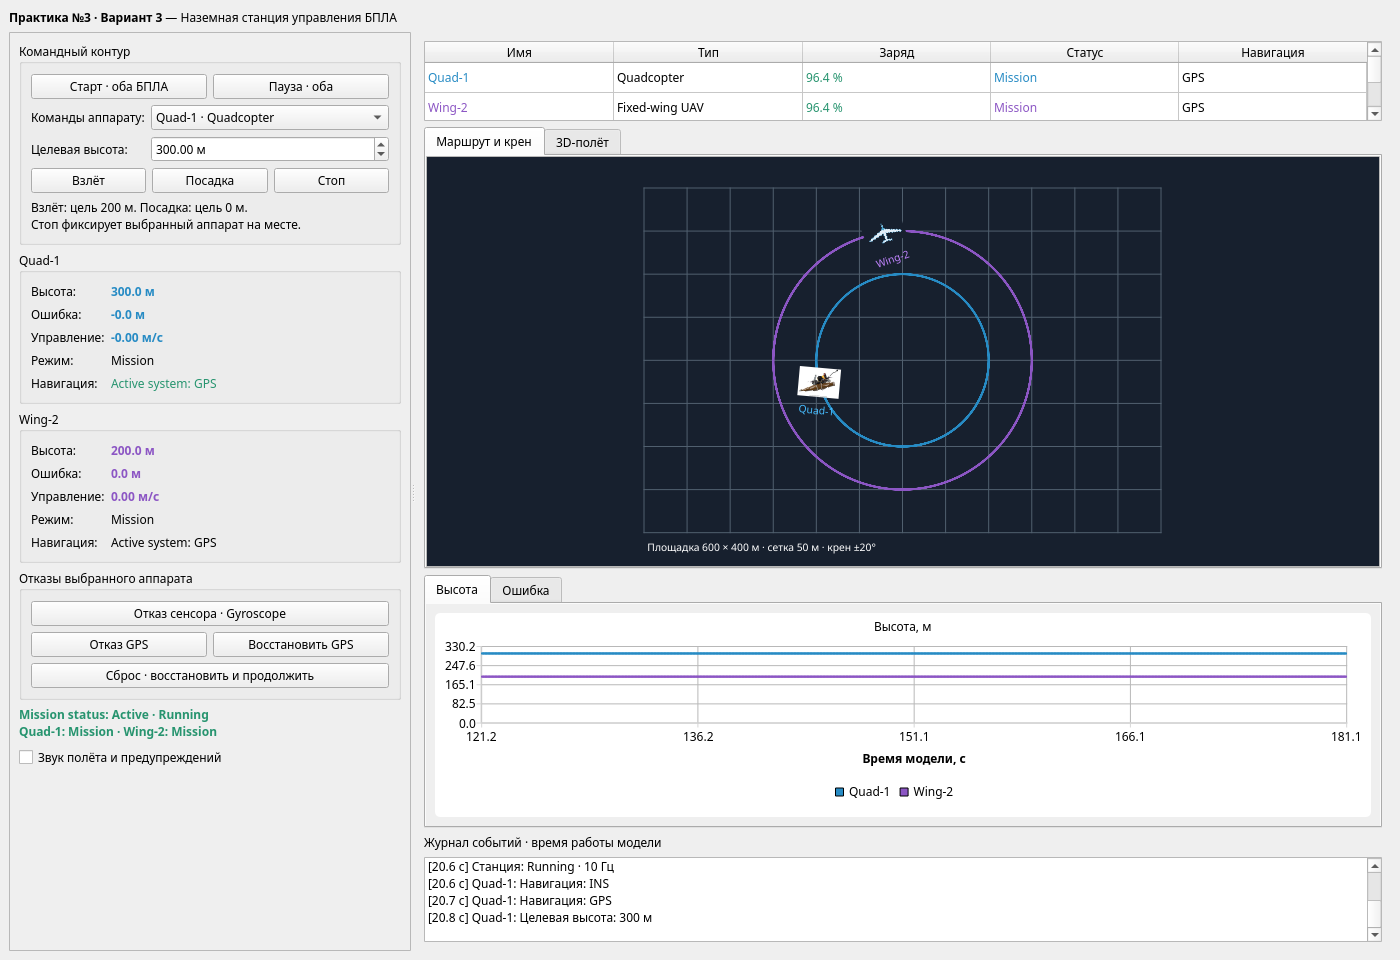 Практика №3 · Вариант 3 — Наземная станция управления БПЛА
Командный контур
Старт · оба БПЛА
Пауза · оба
Команды аппарату:
Quad-1 · Quadcopter
Целевая высота:
300.00 м
Взлёт
Посадка
Стоп
Взлёт: цель 200 м. Посадка: цель 0 м.
Стоп фиксирует выбранный аппарат на месте.
Quad-1
Высота: 300.0 м
Ошибка: -0.0 м
Управление: -0.00 м/с
Режим: Mission
Навигация: Active system: GPS
Wing-2
Высота: 200.0 м
Ошибка: 0.0 м
Управление: 0.00 м/с
Режим: Mission
Навигация: Active system: GPS
Отказы выбранного аппарата
Отказ сенсора · Gyroscope
Отказ GPS
Восстановить GPS
Сброс · восстановить и продолжить
Mission status: Active · Running
Quad-1: Mission · Wing-2: Mission
Звук полёта и предупреждений
Имя Тип Заряд Статус Навигация
Quad-1 Quadcopter 96.4 % Mission GPS
Wing-2 Fixed-wing UAV 96.4 % Mission GPS
Маршрут и крен
3D-полёт
Wing-2
Quad-1
Площадка 600 × 400 м · сетка 50 м · крен ±20°
Высота
Ошибка
Высота, м
330.2
247.6
165.1
82.5
0.0
121.2 136.2 151.1 166.1 181.1
Время модели, с
Quad-1 Wing-2
Журнал событий · время работы модели
[20.6 с] Станция: Running · 10 Гц
[20.6 с] Quad-1: Навигация: INS
[20.7 с] Quad-1: Навигация: GPS
[20.8 с] Quad-1: Целевая высота: 300 м